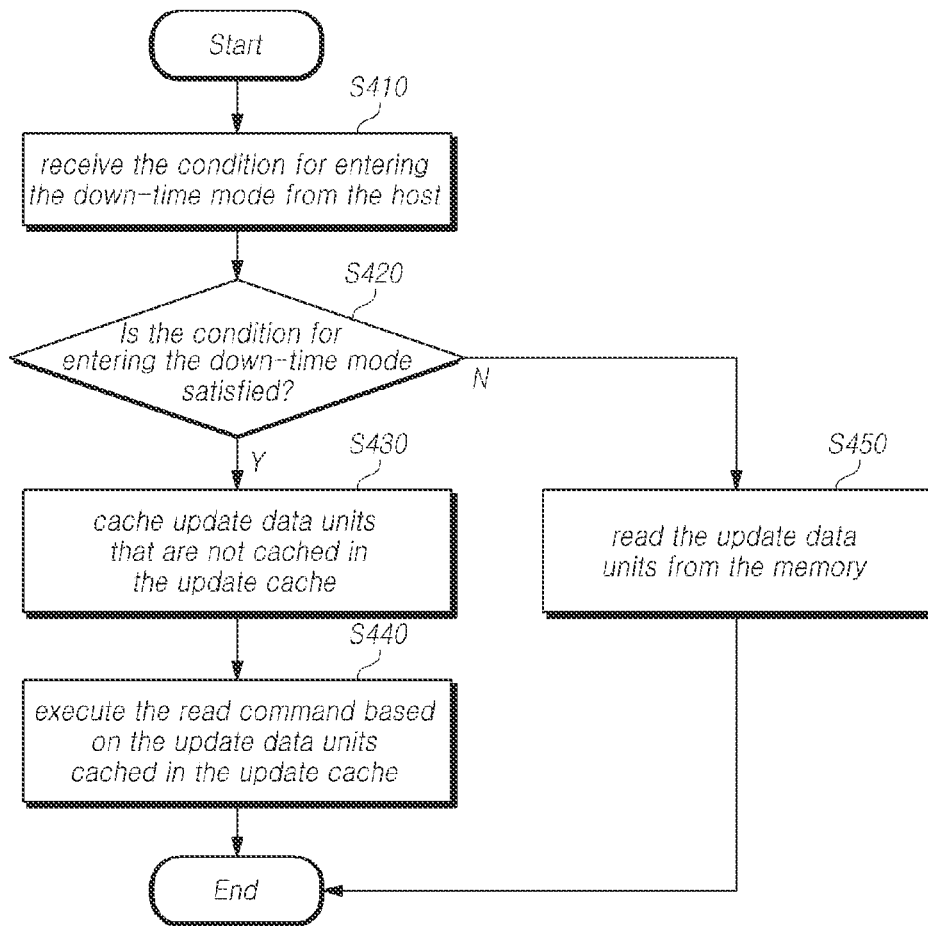 Start
S410
receive the condition for entering
the down-time mode from the host
S420
Is the condition for
entering the down-time mode
satisfied?
N
Y
S430
cache update data units
that are not cached in
the update cache
S450
read the update data
units from the memory
S440
execute the read command based
on the update data units
cached in the update cache
End